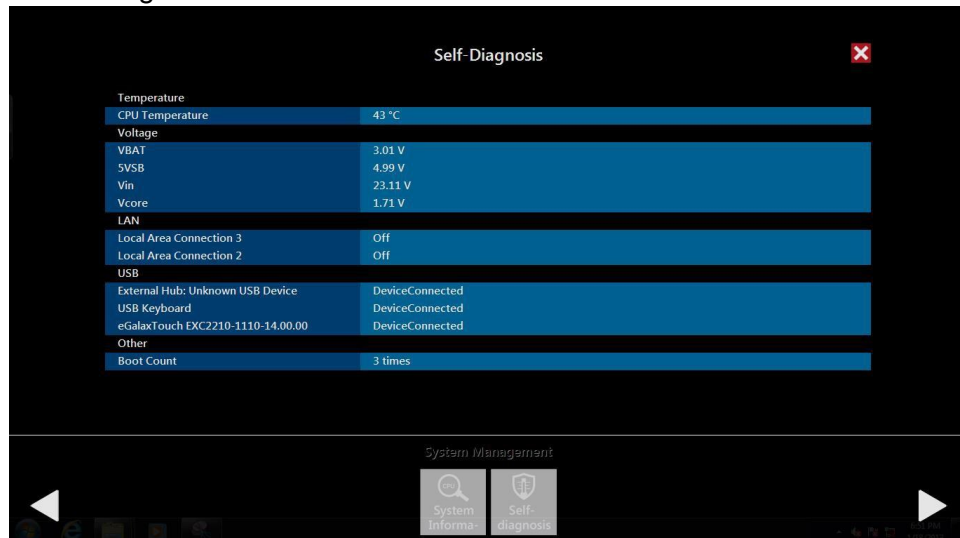 Self-Diagnosis
Temperature
CPU Temperature 43 °C
Voltage
VBAT 3.01 V
5VSB 4.99 V
Vin 23.11 V
Vcore 1.71 V
LAN
Local Area Connection 3 Off
Local Area Connection 2 Off
USB
External Hub: Unknown USB Device DeviceConnected
USB Keyboard DeviceConnected
eGalaxTouch EXC2210-1110-14.00.00 DeviceConnected
Other
Boot Count 3 times
System Management
CPU
System Informa-
Self-diagnosis